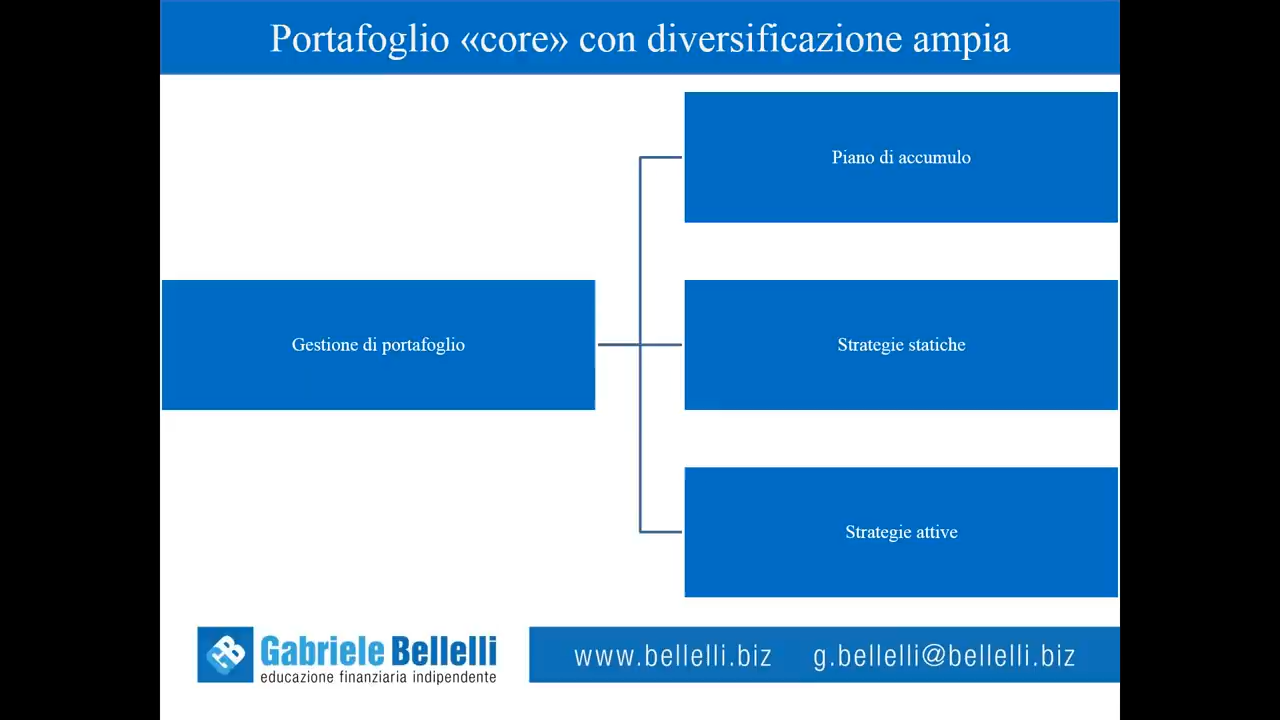 Portafoglio «core» con diversificazione ampia
Piano di accumulo
Gestione di portafoglio
Strategie statiche
Strategie attive
Gabriele Bellelli
educazione finanziaria indipendente
www.bellelli.biz g.bellelli@bellelli.biz